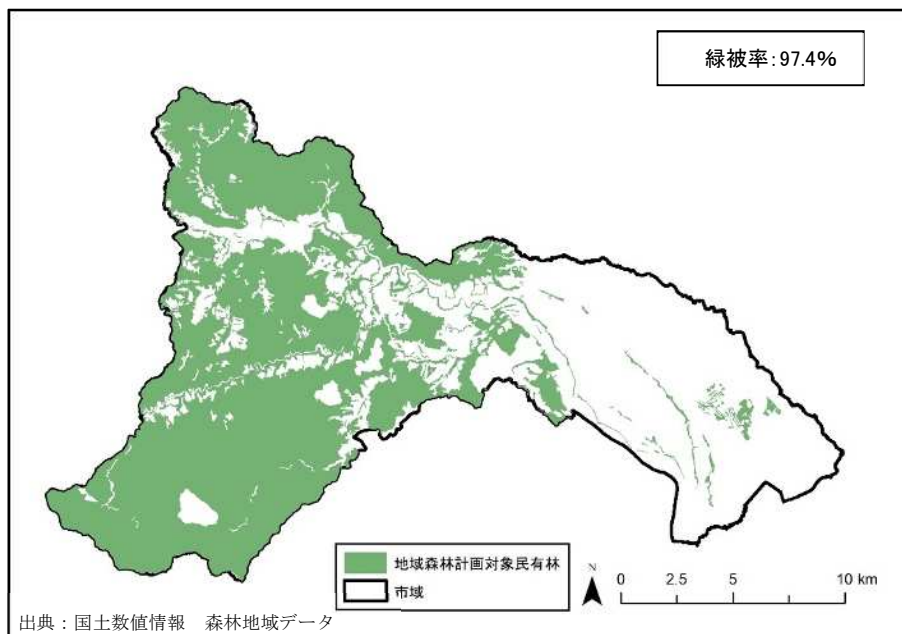 緑被率:97.4%
地域森林計画対象民有林
市域
N
0 2.5 5 10 km
出典：国土数値情報　森林地域データ